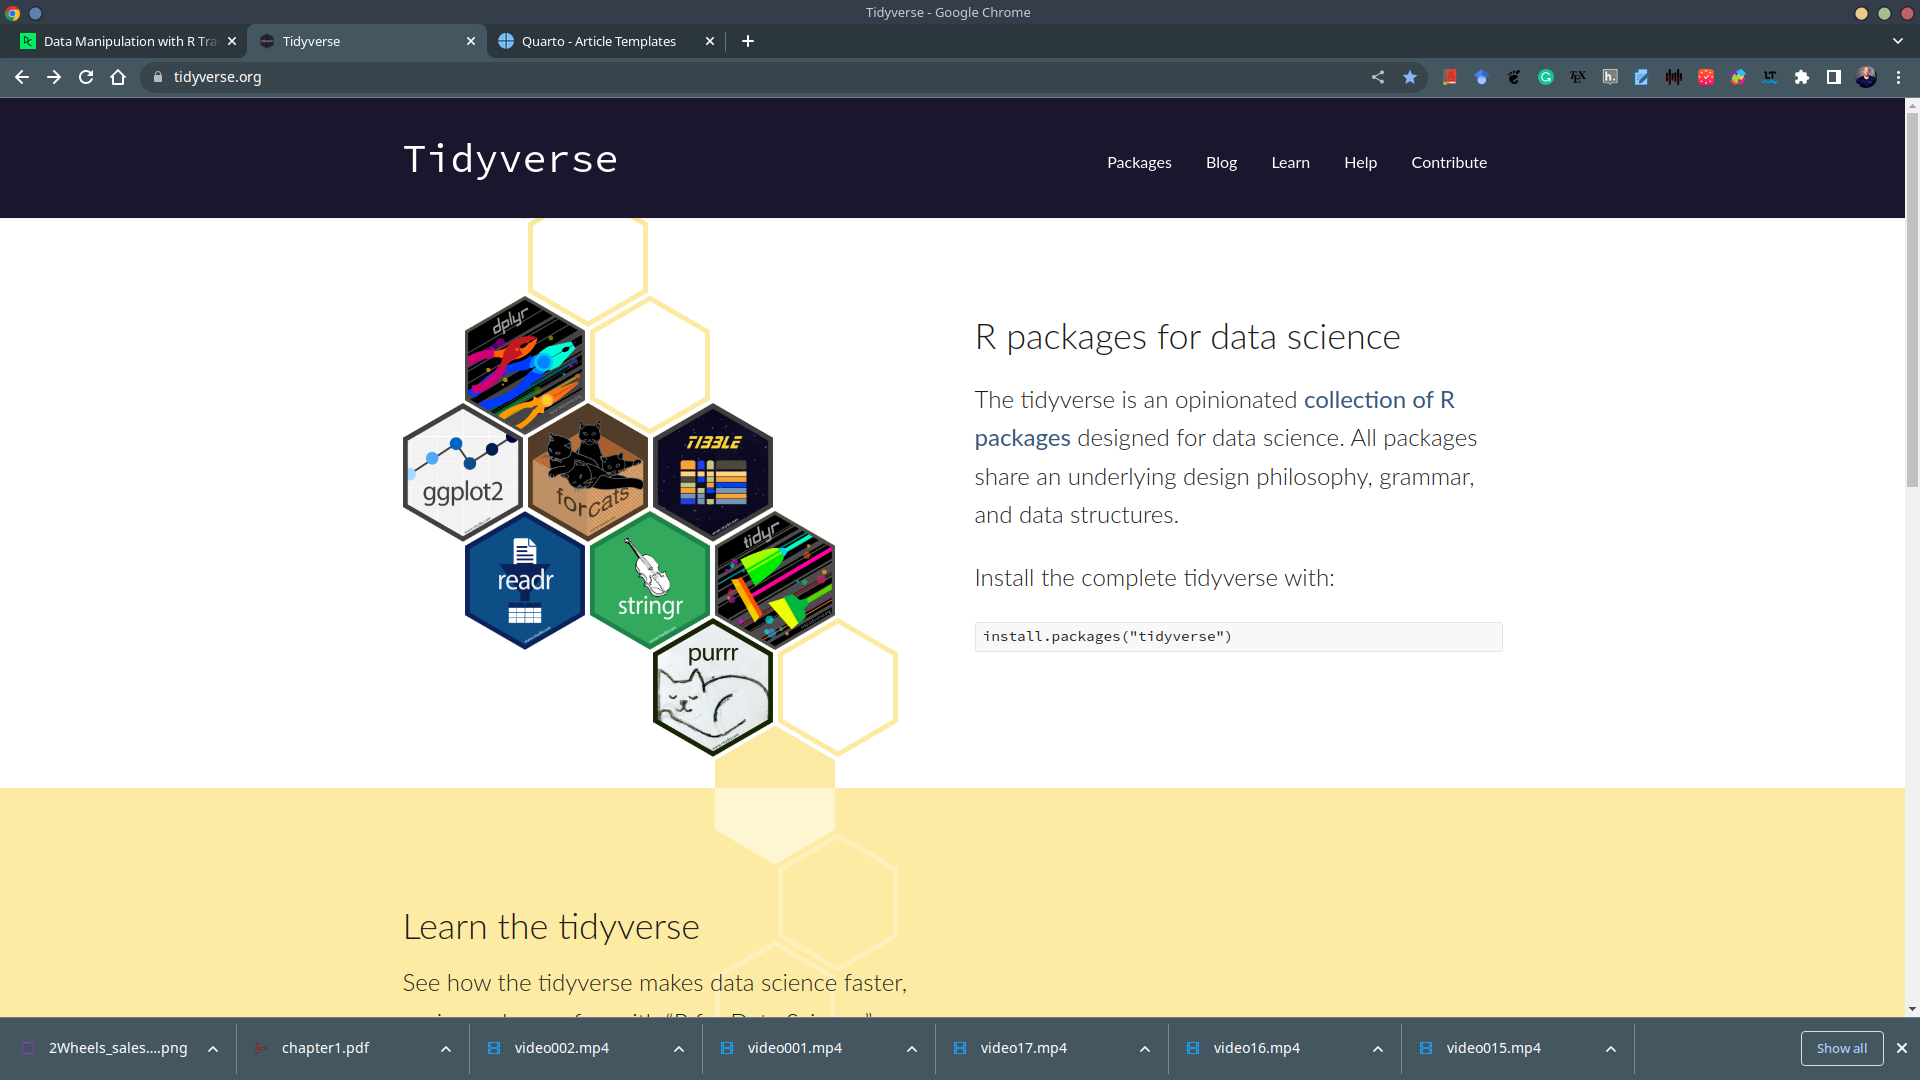 Tidyverse - Google Chrome
Data Manipulation with R Tra
Tidyverse
Quarto - Article Templates
tidyverse.org
Tidyverse
Packages
Blog
Learn
Help
Contribute
dplyr
ggplot2
forcats
TIBBLE
readr
stringr
tidyr
purrr
R packages for data science
The tidyverse is an opinionated collection of R
packages designed for data science. All packages
share an underlying design philosophy, grammar,
and data structures.
Install the complete tidyverse with:
install.packages("tidyverse")
Learn the tidyverse
See how the tidyverse makes data science faster,
2Wheels_sales....png
chapter1.pdf
video002.mp4
video001.mp4
video17.mp4
video16.mp4
video015.mp4
Show all